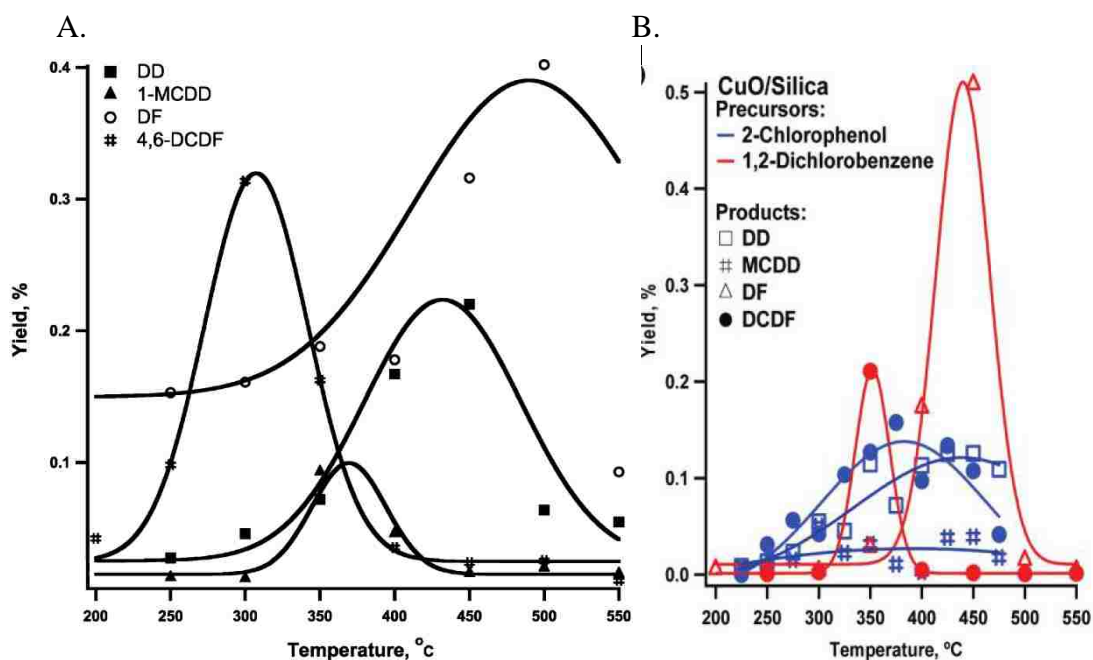 A.
DD
1-MCDD
DF
4,6-DCDF
0.4
0.3
0.2
0.1
Yield, %
200 250 300 350 400 450 500 550
Temperature, °C
B.
CuO/Silica
Precursors:
2-Chlorophenol
1,2-Dichlorobenzene
Products:
DD
MCDD
DF
DCDF
0.5
0.4
0.3
0.2
0.1
0.0
Yield, %
200 250 300 350 400 450 500 550
Temperature, ºC